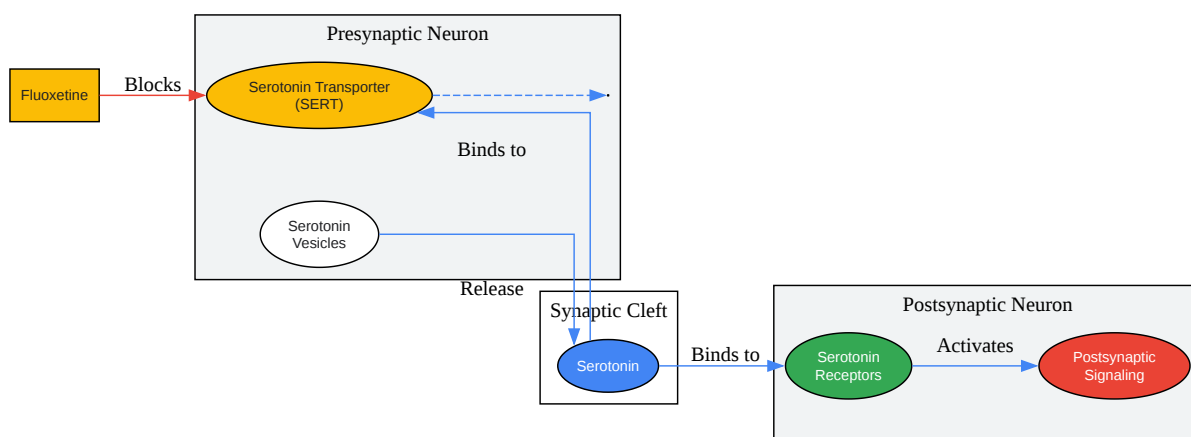 Presynaptic Neuron
Fluoxetine
Blocks
Serotonin Transporter
(SERT)
Binds to
Serotonin
Vesicles
Release
Synaptic Cleft
Serotonin
Binds to
Postsynaptic Neuron
Serotonin
Receptors
Activates
Postsynaptic
Signaling